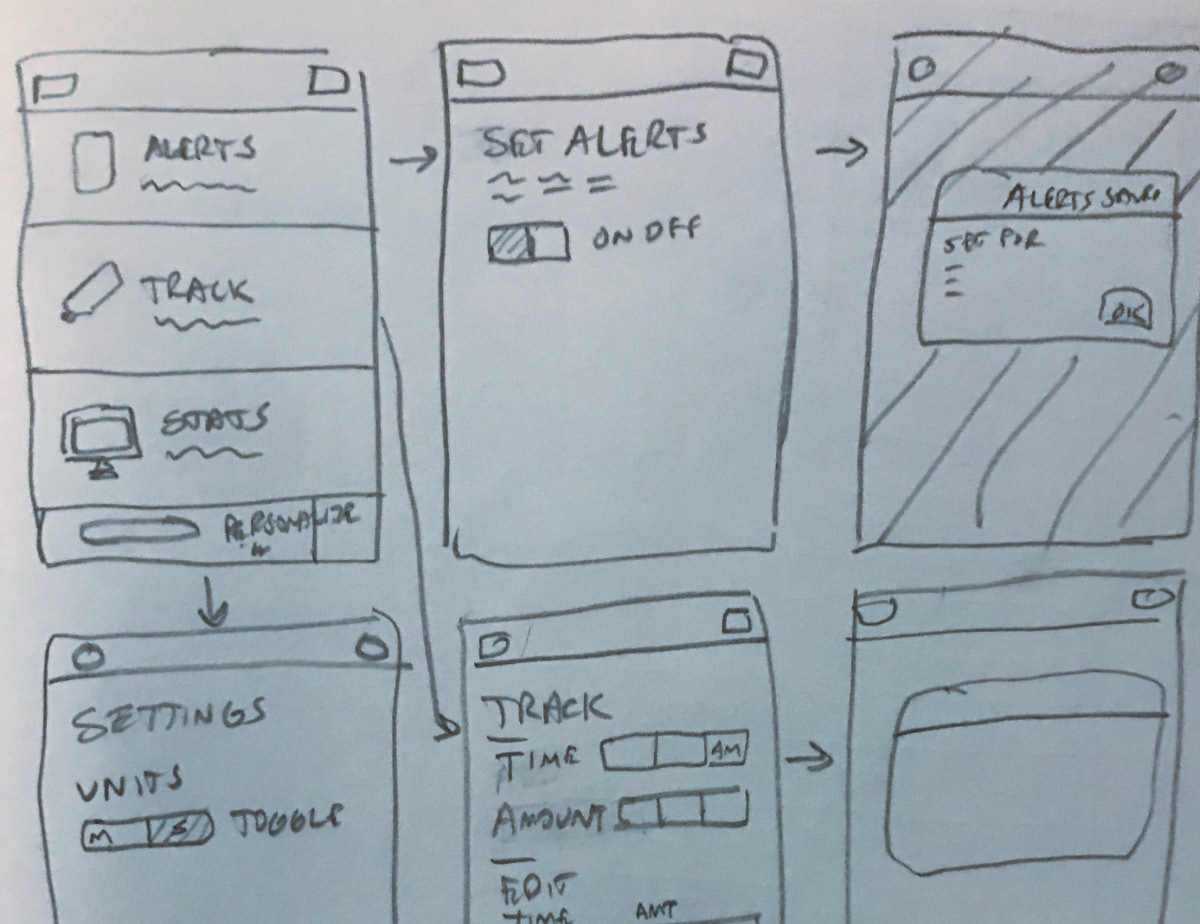 ALERTS
TRACK
STATS
PERSONALIZE
SET ALERTS
ON OFF
ALERTS SAVED
SET FOR
OK
SETTINGS
UNITS
M S TOGGLE
TRACK
TIME AM
AMOUNT
EDIT
TIME AMT